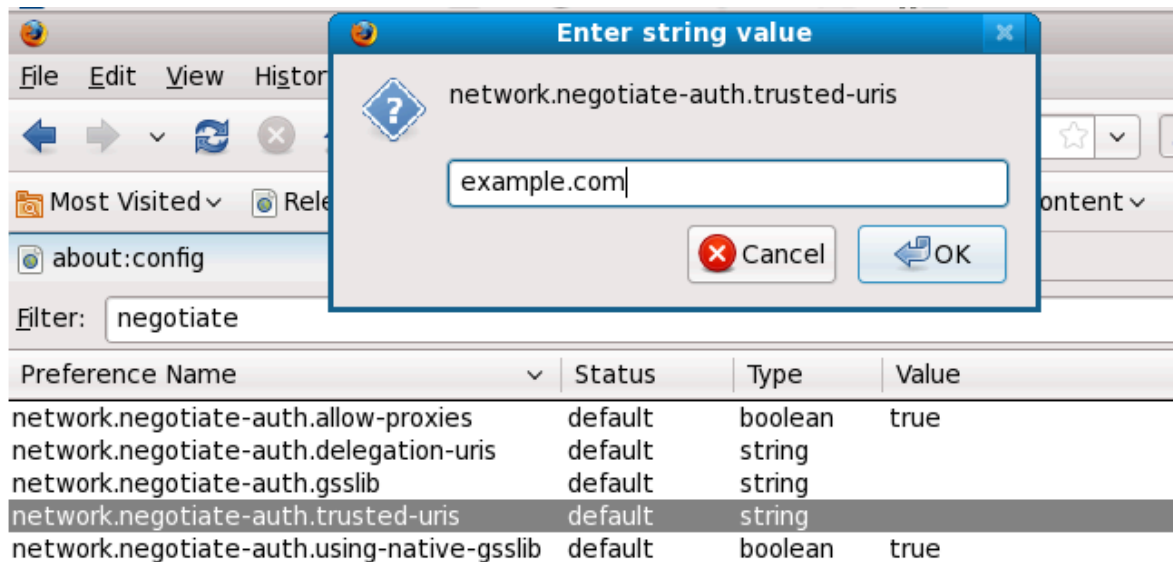 Enter string value
File Edit View Histor
network.negotiate-auth.trusted-uris
example.com
Most Visited
ontent
Cancel OK
about:config
Filter: negotiate
Preference Name Status Type Value
network.negotiate-auth.allow-proxies default boolean true
network.negotiate-auth.delegation-uris default string
network.negotiate-auth.gsslib default string
network.negotiate-auth.trusted-uris default string
network.negotiate-auth.using-native-gsslib default boolean true